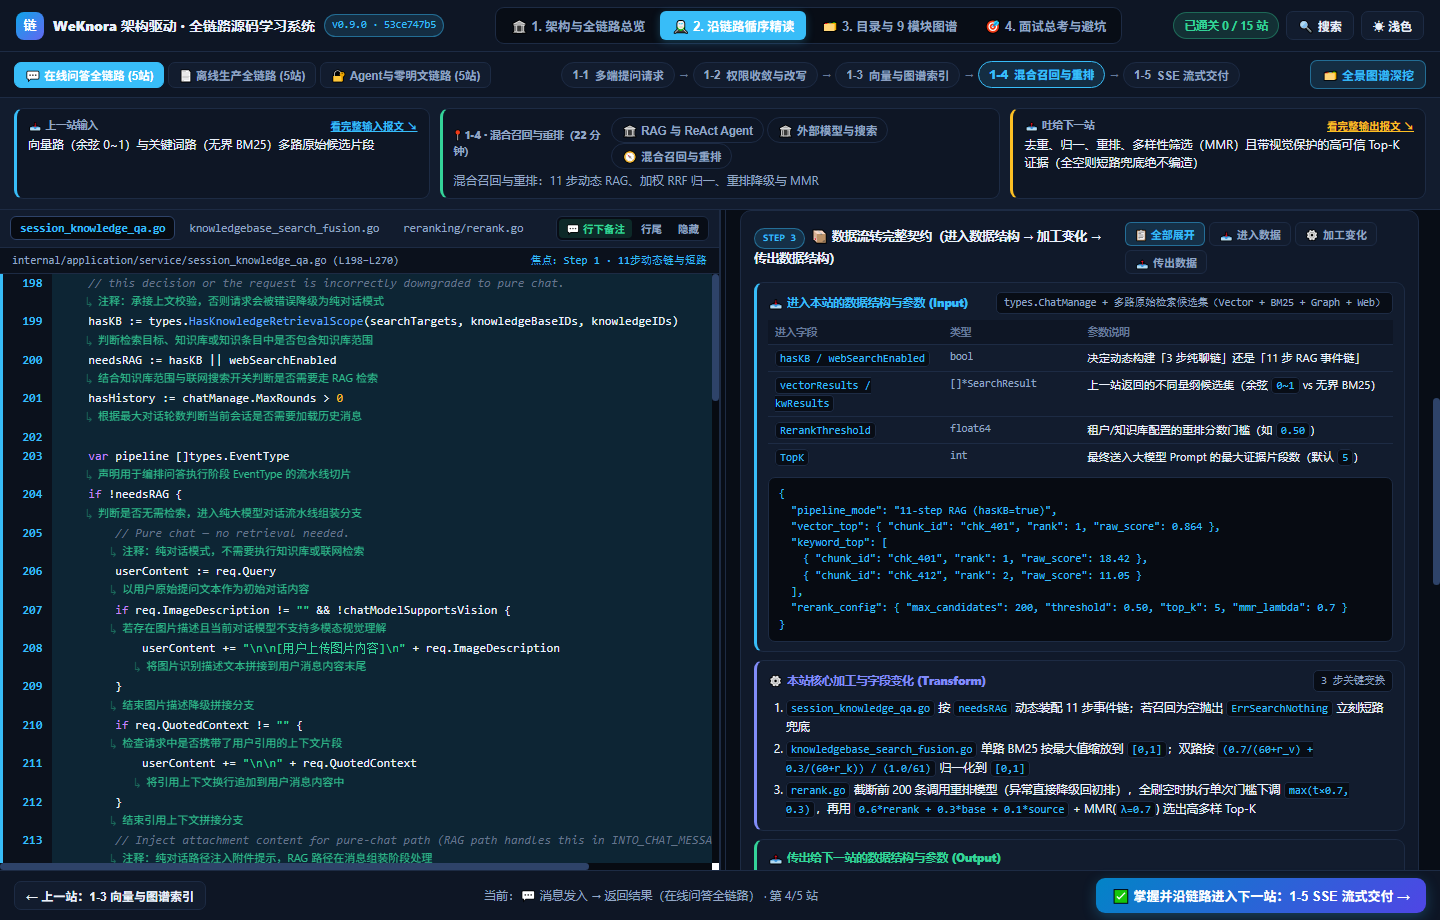 链 WeKnora 架构驱动 · 全链路源码学习系统 v0.9.0 · 53ce747b5 1. 架构与全链路总览 2. 沿链路循序精读 3. 目录与 9 模块图谱 4. 面试总考与避坑 已通关 0 / 15 站 搜索 浅色
在线问答全链路 (5站) 离线生产全链路 (5站) Agent与零明文链路 (5站) 1-1 多端提问请求 → 1-2 权限收敛与改写 → 1-3 向量与图谱索引 → 1-4 混合召回与重排 → 1-5 SSE 流式交付 全景图谱深挖
上一站输入 看完整输入报文 ↘
向量路（余弦 0~1）与关键词路（无界 BM25）多路原始候选片段
1-4 · 混合召回与重排（22 分钟） RAG 与 ReAct Agent 外部模型与搜索
混合召回与重排
混合召回与重排：11 步动态 RAG、加权 RRF 归一、重排降级与 MMR
吐给下一站 看完整输出报文 ↘
去重、归一、重排、多样性筛选（MMR）且带视觉保护的高可信 Top-K
证据（全空则短路兜底绝不编造）
session_knowledge_qa.go knowledgebase_search_fusion.go reranking/rerank.go 行下备注 行尾 隐藏
internal/application/service/session_knowledge_qa.go (L198-L270) 焦点: Step 1 · 11步动态链与短路
198 // this decision or the request is incorrectly downgraded to pure chat.
↳ 注释：承接上文校验，否则请求会被错误降级为纯对话模式
199 hasKB := types.HasKnowledgeRetrievalScope(searchTargets, knowledgeBaseIDs, knowledgeIDs)
↳ 判断检索目标、知识库或知识条目中是否包含知识库范围
200 needsRAG := hasKB || webSearchEnabled
↳ 结合知识库范围与联网搜索开关判断是否需要走 RAG 检索
201 hasHistory := chatManage.MaxRounds > 0
↳ 根据最大对话轮数判断当前会话是否需要加载历史消息
202
203 var pipeline []types.EventType
↳ 声明用于编排问答执行阶段 EventType 的流水线切片
204 if !needsRAG {
↳ 判断是否无需检索，进入纯大模型对话流水线组装分支
205 // Pure chat — no retrieval needed.
↳ 注释：纯对话模式，不需要执行知识库或联网检索
206 userContent := req.Query
↳ 以用户原始提问文本作为初始对话内容
207 if req.ImageDescription != "" && !chatModelSupportsVision {
↳ 若存在图片描述且当前对话模型不支持多模态视觉理解
208 userContent += "\n\n[用户上传图片内容]\n" + req.ImageDescription
↳ 将图片识别描述文本拼接到用户消息内容末尾
209 }
↳ 结束图片描述降级拼接分支
210 if req.QuotedContext != "" {
↳ 检查请求中是否携带了用户引用的上下文片段
211 userContent += "\n\n" + req.QuotedContext
↳ 将引用上下文换行追加到用户消息内容中
212 }
↳ 结束引用上下文拼接分支
213 // Inject attachment content for pure-chat path (RAG path handles this in INTO_CHAT_MESSA
↳ 注释：纯对话路径注入附件提示，RAG 路径在消息组装阶段处理
STEP 3 数据流转完整契约（进入数据结构 → 加工变化 →
传出数据结构） 全部展开 进入数据 加工变化
传出数据
进入本站的数据结构与参数 (Input) types.ChatManage + 多路原始检索候选集 (Vector + BM25 + Graph + Web)
进入字段 类型 参数说明
hasKB / webSearchEnabled bool 决定动态构建「3 步纯聊链」还是「11 步 RAG 事件链」
vectorResults / kwResults []*SearchResult 上一站返回的不同量纲候选集（余弦 0~1 vs 无界 BM25）
RerankThreshold float64 租户/知识库配置的重排分数门槛（如 0.50 ）
TopK int 最终送入大模型 Prompt 的最大证据片段数（默认 5 ）
{
"pipeline_mode": "11-step RAG (hasKB=true)",
"vector_top": { "chunk_id": "chk_401", "rank": 1, "raw_score": 0.864 },
"keyword_top": [
{ "chunk_id": "chk_401", "rank": 1, "raw_score": 18.42 },
{ "chunk_id": "chk_412", "rank": 2, "raw_score": 11.05 }
],
"rerank_config": { "max_candidates": 200, "threshold": 0.50, "top_k": 5, "mmr_lambda": 0.7 }
}
本站核心加工与字段变化 (Transform) 3 步关键变换
1. session_knowledge_qa.go 按 needsRAG 动态装配 11 步事件链；若召回为空抛出 ErrSearchNothing 立刻短路
兜底
2. knowledgebase_search_fusion.go 单路 BM25 按最大值缩放到 [0,1] ；双路按 (0.7/(60+r_v) +
0.3/(60+r_k)) / (1.0/61) 归一化到 [0,1]
3. rerank.go 截断前 200 条调用重排模型（异常直接降级回初排），全刷空时执行单次门槛下调 max(t×0.7,
0.3) ，再用 0.6*rerank + 0.3*base + 0.1*source + MMR( λ=0.7 ) 选出高多样 Top-K
传出给下一站的数据结构与参数 (Output)
← 上一站：1-3 向量与图谱索引 当前： 消息发入 → 返回结果（在线问答全链路） · 第 4/5 站 掌握并沿链路进入下一站：1-5 SSE 流式交付 →